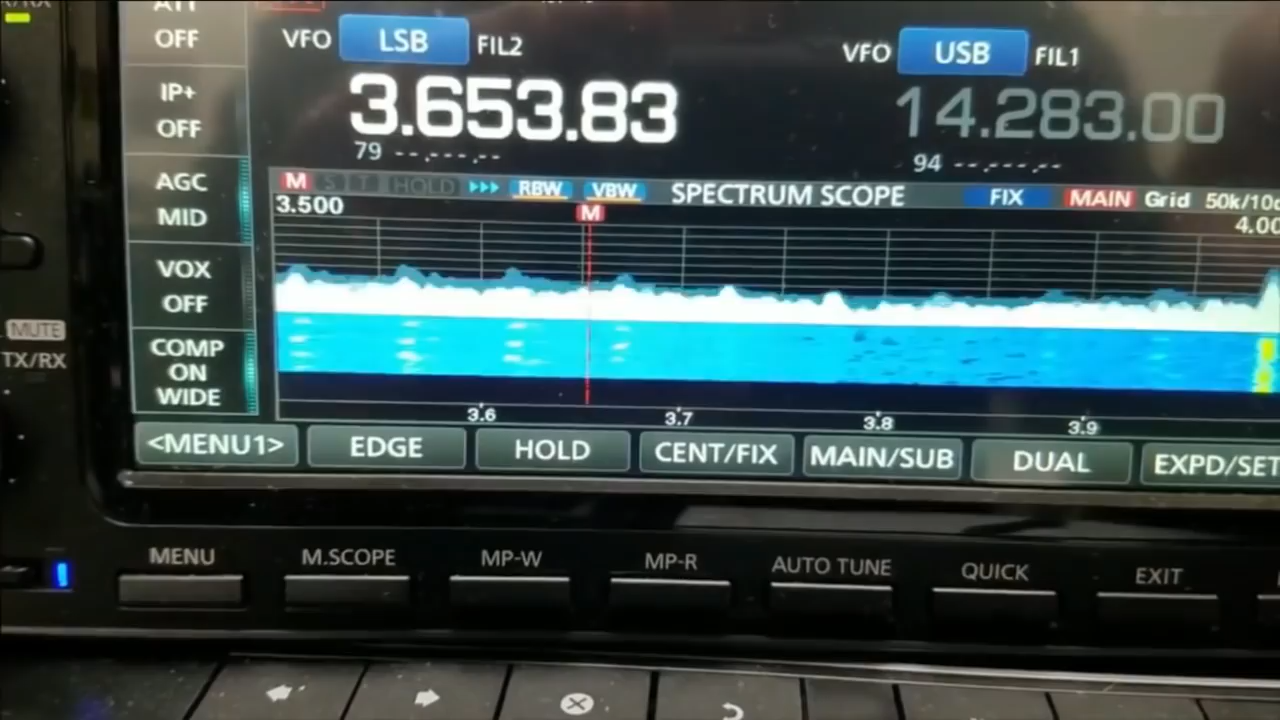 ATT
OFF
VFO LSB FIL2
VFO USB FIL1
IP+
OFF
3.653.83
14.283.00
79 --.---.--
94 --.---.--
AGC
MID
M S T HOLD RBW VBW SPECTRUM SCOPE FIX MAIN Grid 50k/10
3.500
M
4.00
VOX
OFF
MUTE
TX/RX
COMP
ON
WIDE
3.6 3.7 3.8 3.9
<MENU1> EDGE HOLD CENT/FIX MAIN/SUB DUAL EXPD/SET
MENU M.SCOPE MP-W MP-R AUTO TUNE QUICK EXIT